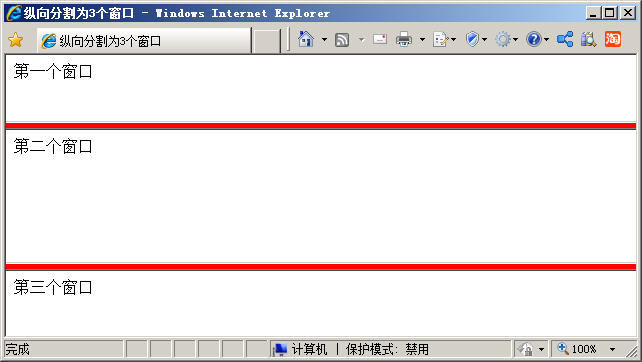 纵向分割为3个窗口 - Windows Internet Explorer
纵向分割为3个窗口
淘
第一个窗口
第二个窗口
第三个窗口
完成 计算机 | 保护模式: 禁用 100%